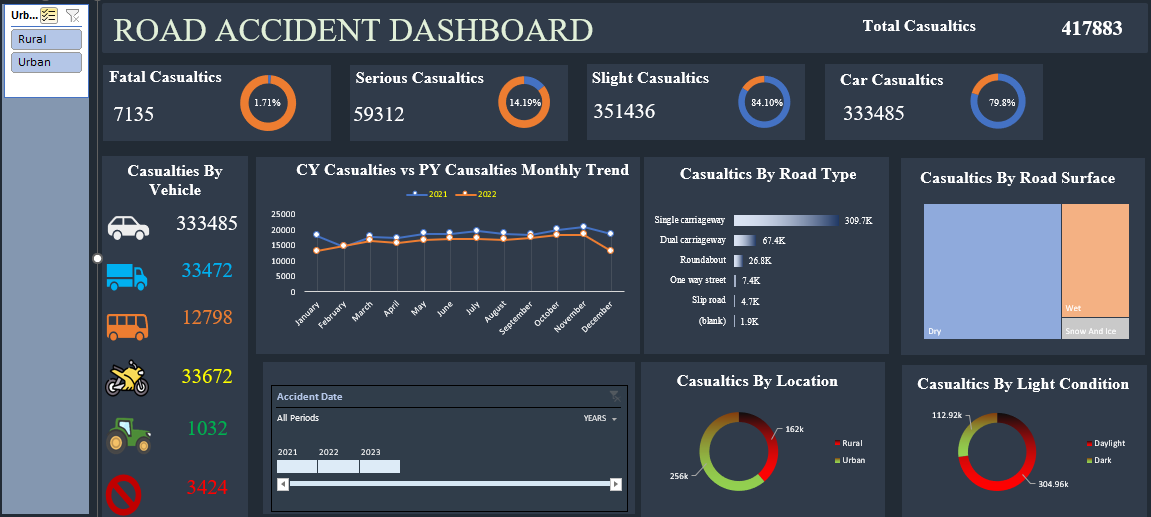 Urb...
Rural
Urban
ROAD ACCIDENT DASHBOARD
Total Casualtics
417883
Fatal Casualtics
7135
1.71%
Serious Casualtics
59312
14.19%
Slight Casualtics
351436
84.10%
Car Casualtics
333485
79.8%
Casualtics By
Vehicle
333485
33472
12798
33672
1032
3424
CY Casualties vs PY Causalties Monthly Trend
2021
2022
25000
20000
15000
10000
5000
0
January
February
March
April
May
June
July
August
September
October
November
December
Casualtics By Road Type
Single carriageway
309.7K
Dual carriageway
67.4K
Roundabout
26.8K
One way street
7.4K
Slip road
4.7K
(blank)
1.9K
Casualtics By Road Surface
Dry
Wet
Snow And Ice
Accident Date
All Periods
YEARS
2021
2022
2023
Casualtics By Location
162k
256k
Rural
Urban
Casualtics By Light Condition
112.92k
304.96k
Daylight
Dark